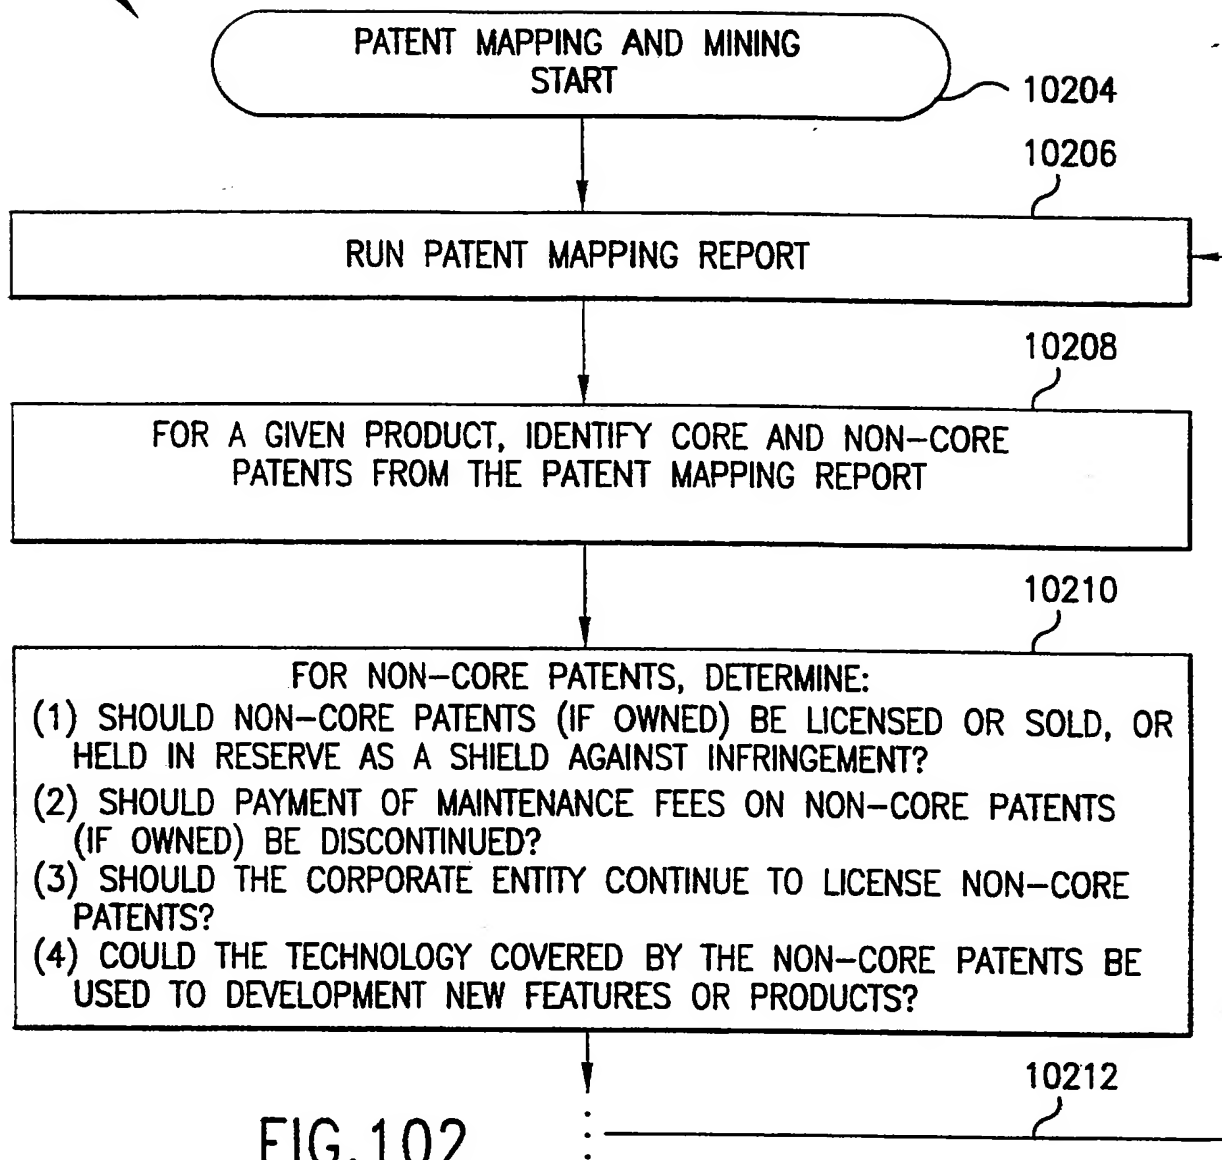 PATENT MAPPING AND MINING
START
10204
10206
RUN PATENT MAPPING REPORT
10208
FOR A GIVEN PRODUCT, IDENTIFY CORE AND NON-CORE
PATENTS FROM THE PATENT MAPPING REPORT
10210
FOR NON-CORE PATENTS, DETERMINE:
(1) SHOULD NON-CORE PATENTS (IF OWNED) BE LICENSED OR SOLD, OR
HELD IN RESERVE AS A SHIELD AGAINST INFRINGEMENT?
(2) SHOULD PAYMENT OF MAINTENANCE FEES ON NON-CORE PATENTS
(IF OWNED) BE DISCONTINUED?
(3) SHOULD THE CORPORATE ENTITY CONTINUE TO LICENSE NON-CORE
PATENTS?
(4) COULD THE TECHNOLOGY COVERED BY THE NON-CORE PATENTS BE
USED TO DEVELOPMENT NEW FEATURES OR PRODUCTS?
10212
FIG.102